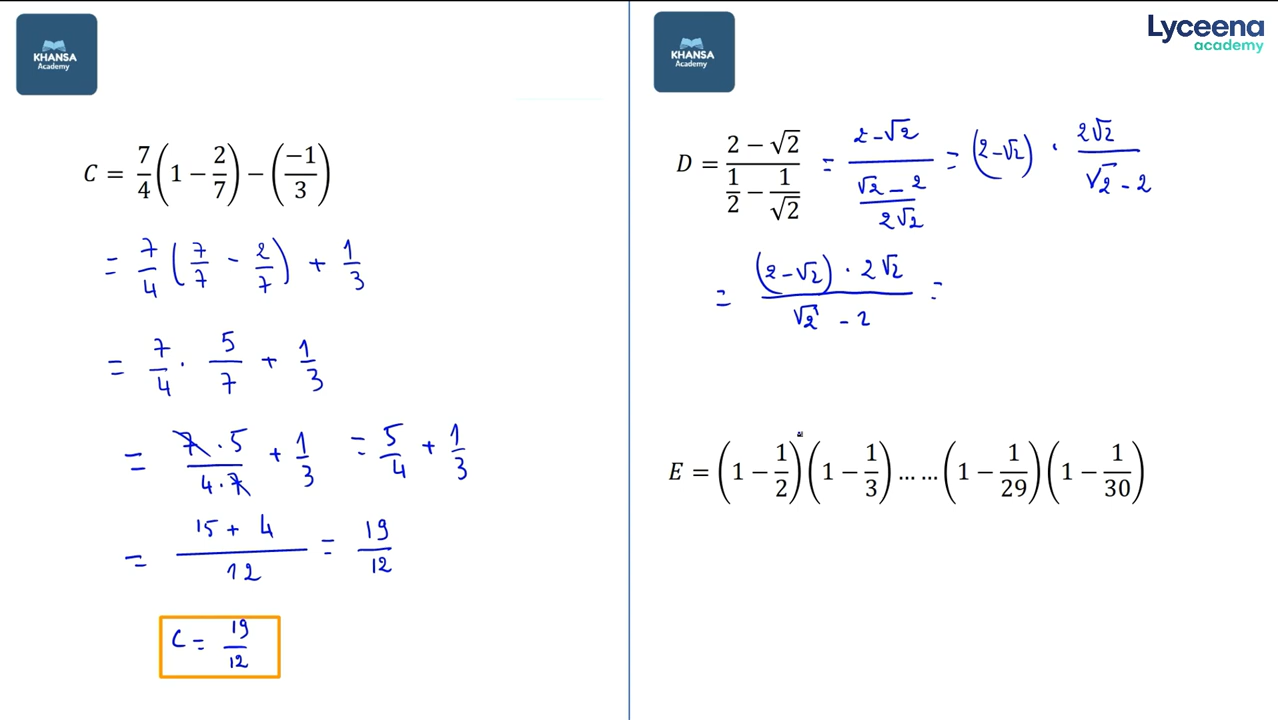 KHANSA
Academy
C = 7/4 (1 − 2/7) − (−1/3)
= 7/4 (7/7 - 2/7) + 1/3
= 7/4 · 5/7 + 1/3
= 7·5/4·7 + 1/3 = 5/4 + 1/3
= 15 + 4/12 = 19/12
C = 19/12
KHANSA
Academy
Lyceena
academy
D = (2 − √2)/(1/2 − 1/√2) = (2 - √2)/((√2 - 2)/(2√2)) = (2 - √2) · 2√2/(√2 - 2)
= (2 - √2) · 2√2/(√2 - 2) =
E = (1 − 1/2)(1 − 1/3) ... ... (1 − 1/29)(1 − 1/30)